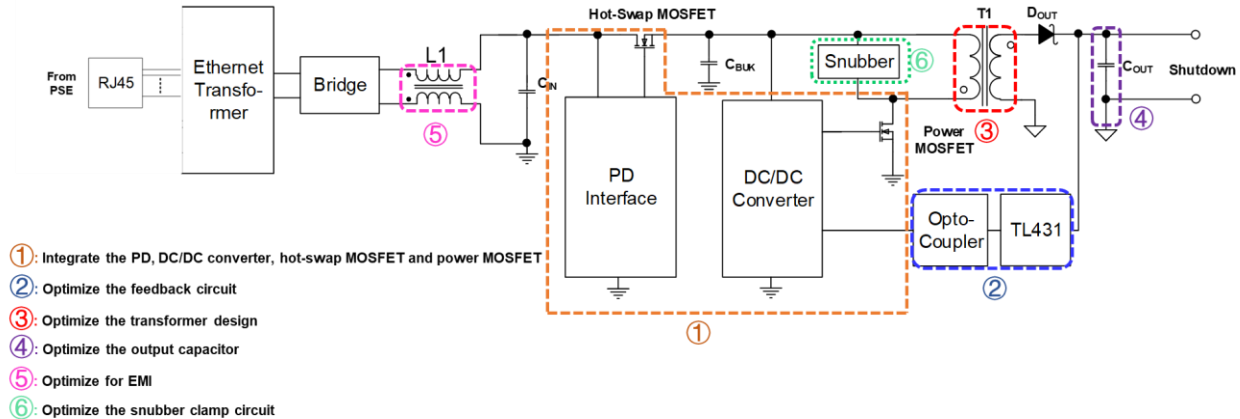 Hot-Swap MOSFET
T1
DOUT
L1
From
PSE
RJ45
Ethernet
Transfo-
rmer
Bridge
CIN
CBUK
Snubber
⑥
COUT
Shutdown
⑤
③
④
Power
MOSFET
PD
Interface
DC/DC
Converter
Opto-
Coupler
TL431
②
①
①: Integrate the PD, DC/DC converter, hot-swap MOSFET and power MOSFET
②: Optimize the feedback circuit
③: Optimize the transformer design
④: Optimize the output capacitor
⑤: Optimize for EMI
⑥: Optimize the snubber clamp circuit